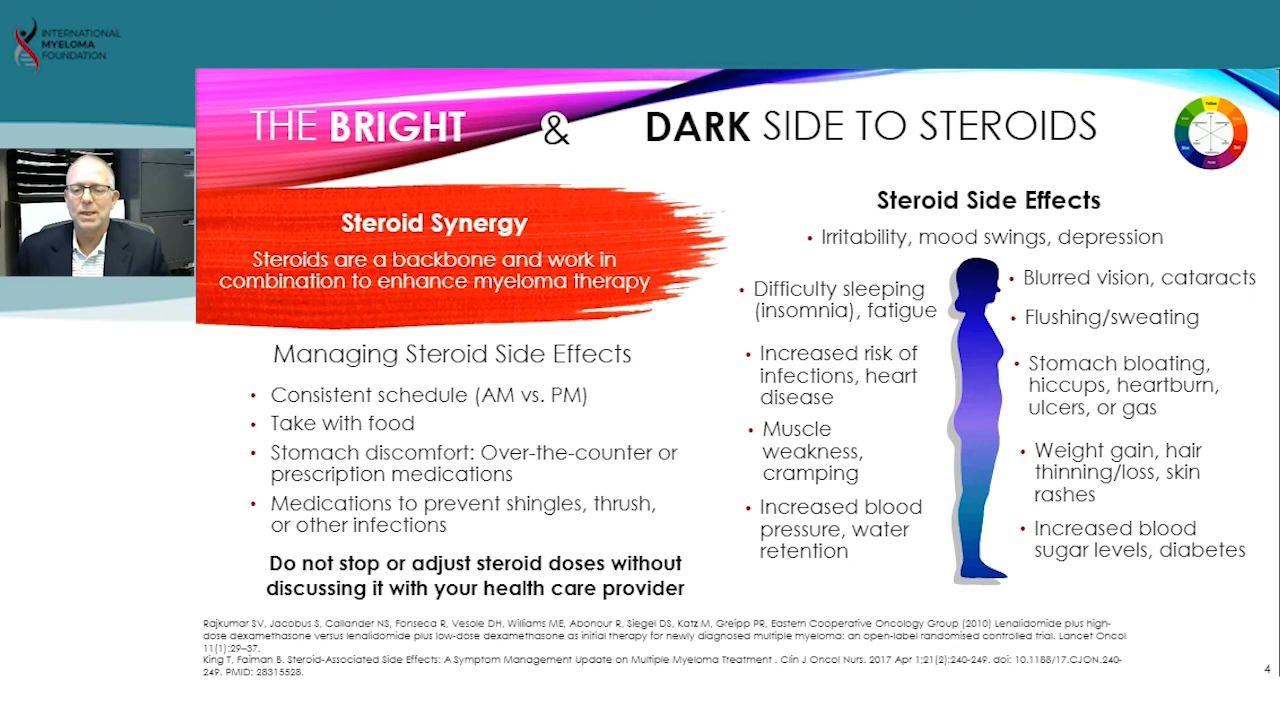 INTERNATIONAL
MYELOMA
FOUNDATION
THE BRIGHT & DARK SIDE TO STEROIDS
Yellow
Steroid Synergy
Steroids are a backbone and work in
combination to enhance myeloma therapy
Managing Steroid Side Effects
• Consistent schedule (AM vs. PM)
• Take with food
• Stomach discomfort: Over-the-counter or
prescription medications
• Medications to prevent shingles, thrush,
or other infections
Do not stop or adjust steroid doses without
discussing it with your health care provider
Steroid Side Effects
• Irritability, mood swings, depression
• Difficulty sleeping
(insomnia), fatigue
• Increased risk of
infections, heart
disease
• Muscle
weakness,
cramping
• Increased blood
pressure, water
retention
• Blurred vision, cataracts
• Flushing/sweating
• Stomach bloating,
hiccups, heartburn,
ulcers, or gas
• Weight gain, hair
thinning/loss, skin
rashes
• Increased blood
sugar levels, diabetes
Rajkumar SV, Jacobus S, Callander NS, Fonseca R, Vesole DH, Williams ME, Abonour R, Siegel DS, Katz M, Greipp PR, Eastern Cooperative Oncology Group (2010) Lenalidomide plus high-
dose dexamethasone versus lenalidomide plus low-dose dexamethasone as initial therapy for newly diagnosed multiple myeloma: an open-label randomised controlled trial. Lancet Oncol
11(1):29–37.
King T, Faiman B. Steroid-Associated Side Effects: A Symptom Management Update on Multiple Myeloma Treatment . Clin J Oncol Nurs. 2017 Apr 1;21(2):240-249. doi: 10.1188/17.CJON.240-
249. PMID: 28315528.
4